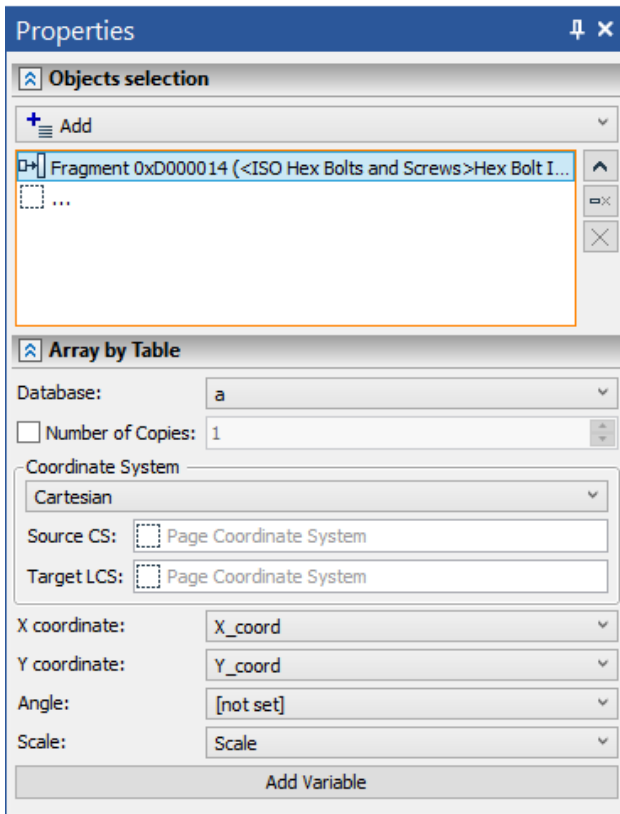 Properties
Objects selection
Add
Fragment 0xD000014 (<ISO Hex Bolts and Screws>Hex Bolt I...
...
Array by Table
Database: a
Number of Copies: 1
Coordinate System
Cartesian
Source CS: Page Coordinate System
Target LCS: Page Coordinate System
X coordinate: X_coord
Y coordinate: Y_coord
Angle: [not set]
Scale: Scale
Add Variable